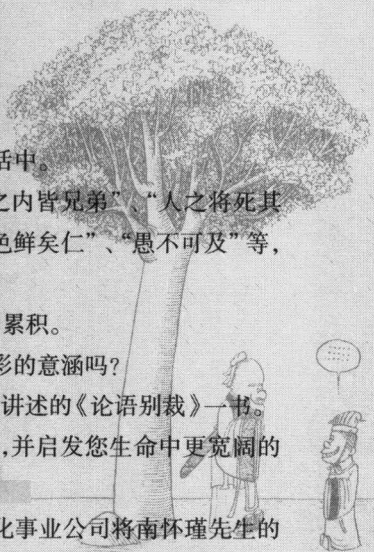 活中。
之内皆兄弟”、“人之将死其
色鲜矣仁”、“愚不可及”等,
累积。
彩的意涵吗?
讲述的《论语别裁》一书。
,并启发您生命中更宽阔的
化事业公司将南怀瑾先生的